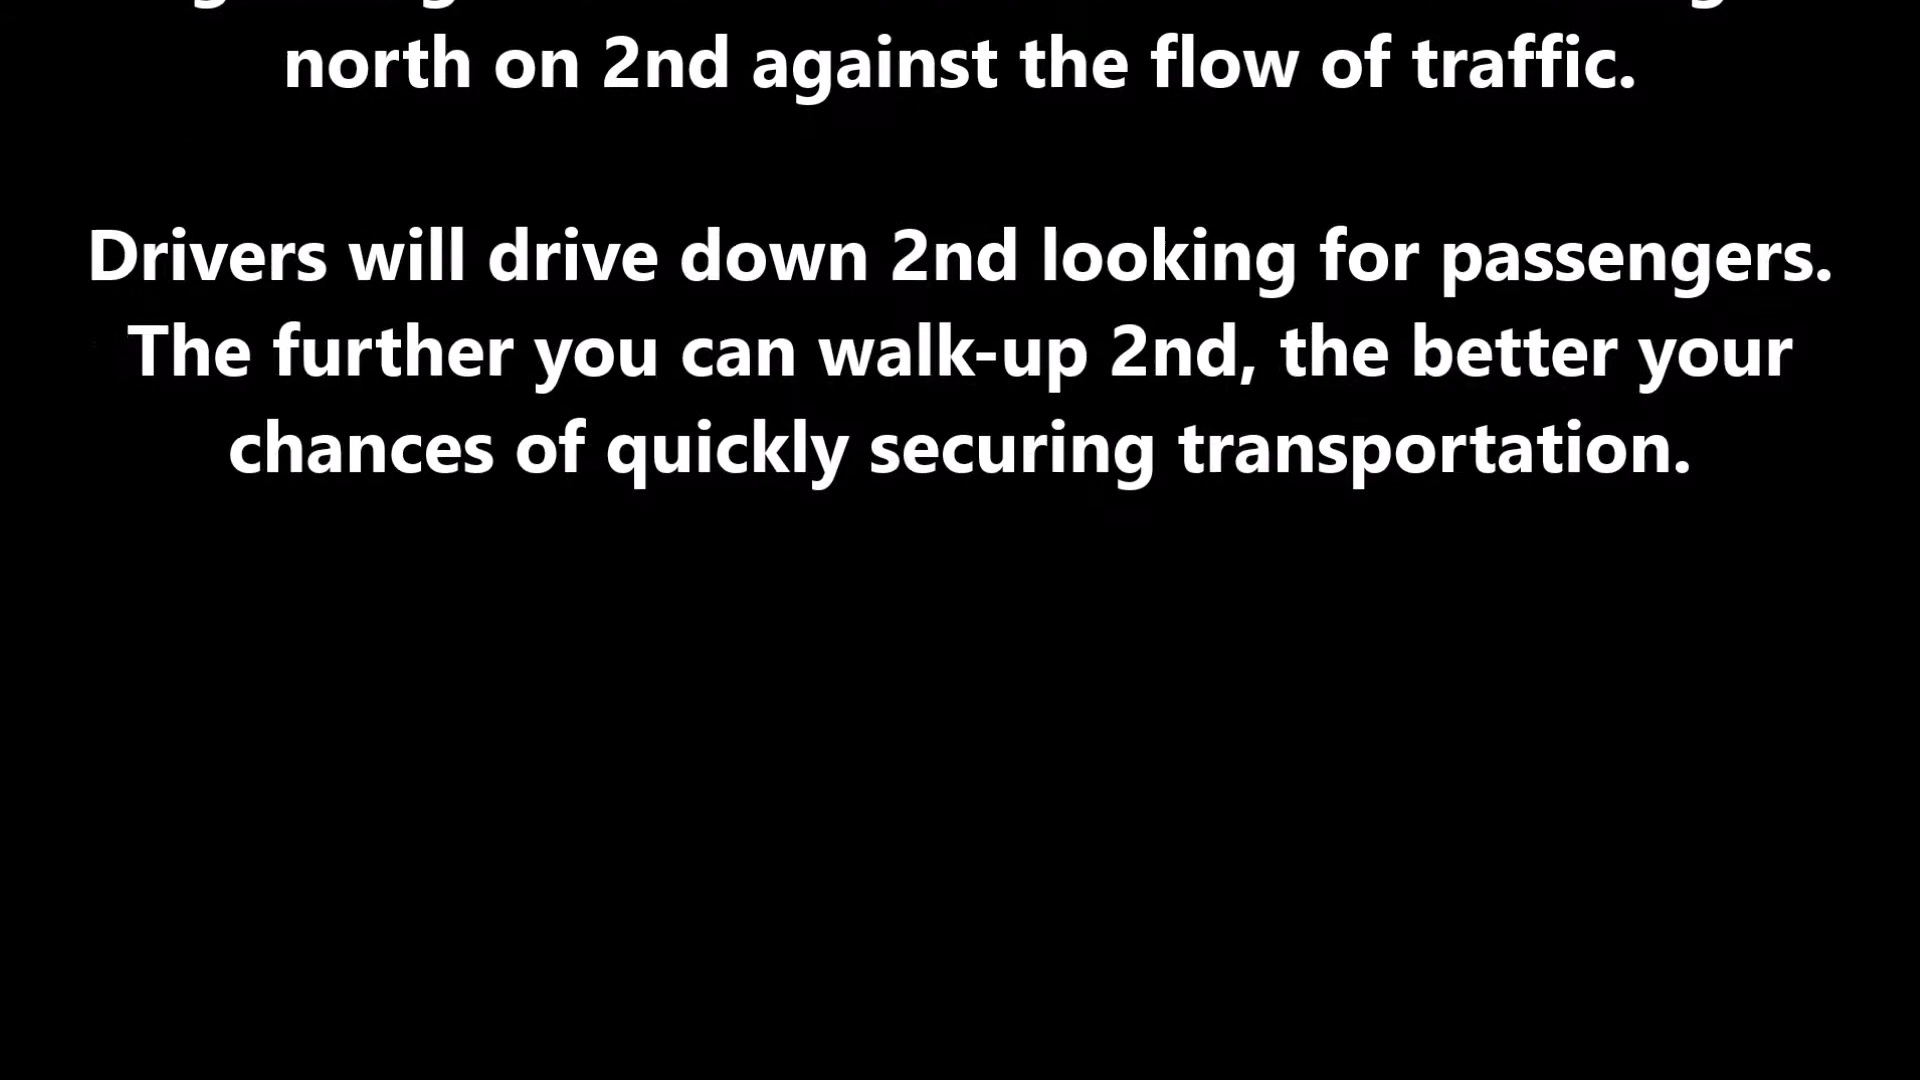 north on 2nd against the flow of traffic.
Drivers will drive down 2nd looking for passengers.
The further you can walk-up 2nd, the better your
chances of quickly securing transportation.